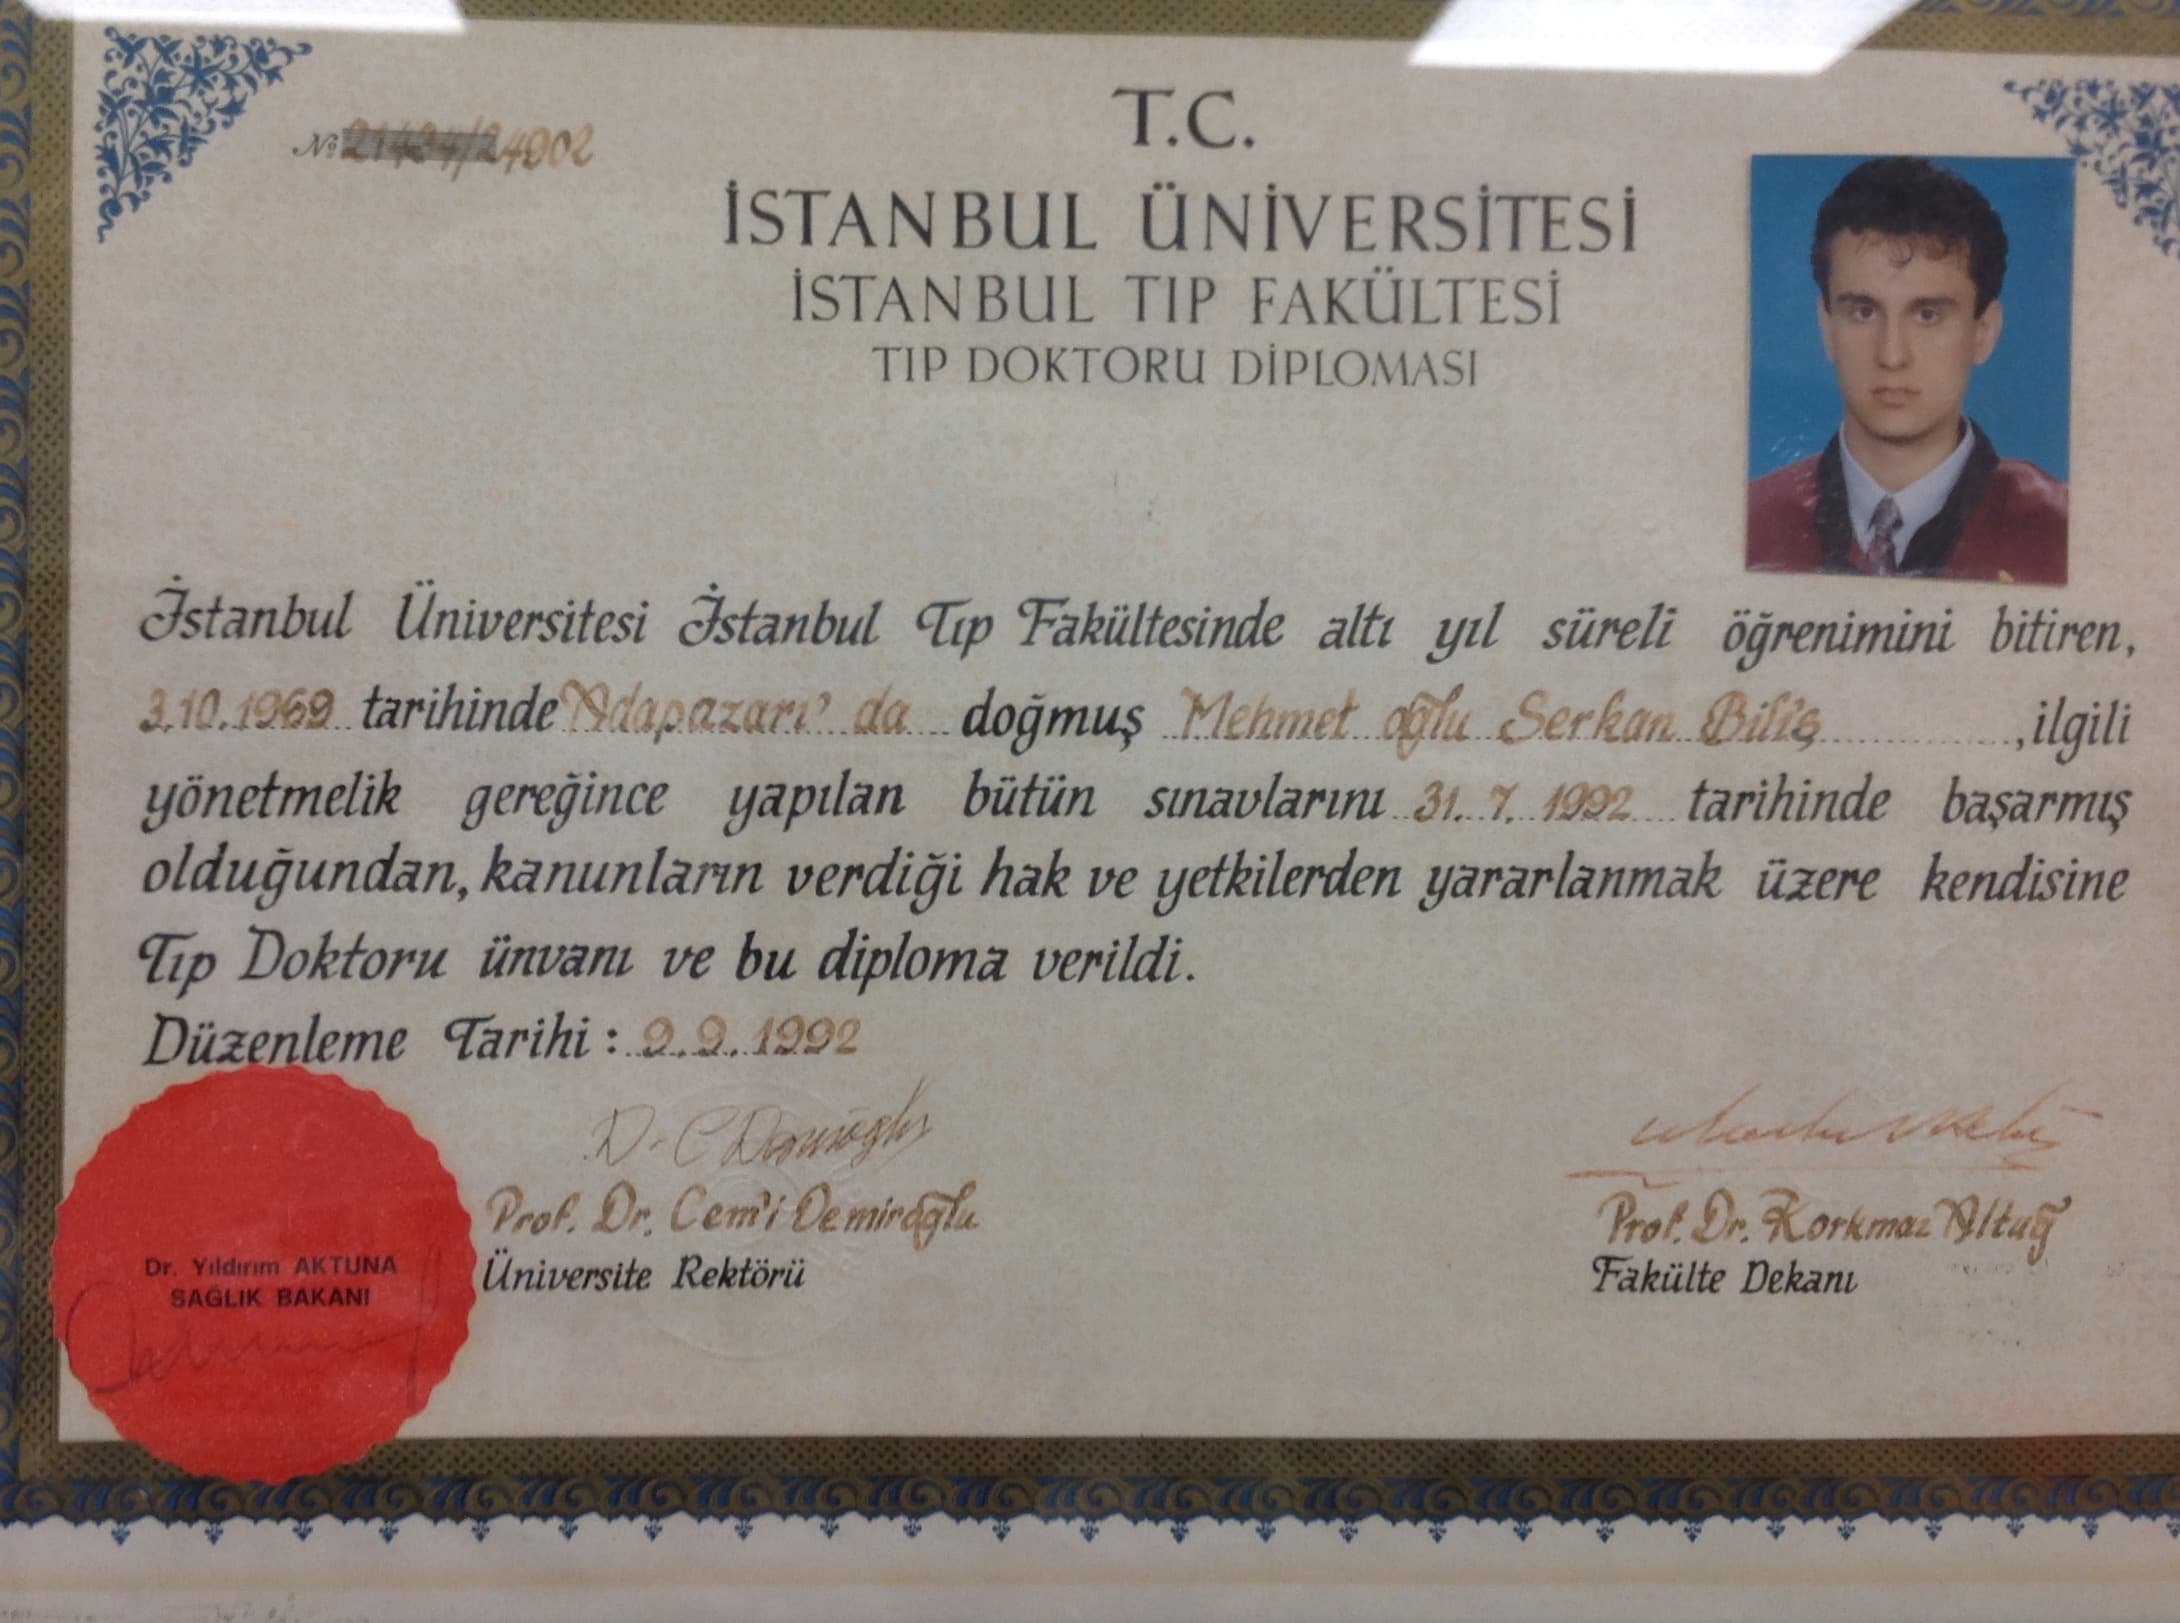 T.C.
İSTANBUL ÜNİVERSİTESİ
İSTANBUL TIP FAKÜLTESİ
TIP DOKTORU DİPLOMASI
İstanbul Üniversitesi İstanbul Tıp Fakültesinde altı yıl süreli öğrenimini bitiren,
3.10.1969 tarihinde Adapazarı' da doğmuş Mehmet oğlu Serkan Biliş, ilgili
yönetmelik gereğince yapılan bütün sınavlarını 31. 7. 1992 tarihinde başarmış
olduğundan, kanunların verdiği hak ve yetkilerden yararlanmak üzere kendisine
Tıp Doktoru ünvanı ve bu diploma verildi.
Düzenleme Tarihi : 9.9.1992
Prof. Dr. Cem'i Demiroğlu
Üniversite Rektörü
Prof. Dr. Korkmaz Altuğ
Fakülte Dekanı
Dr. Yıldırım AKTUNA
SAĞLIK BAKANI